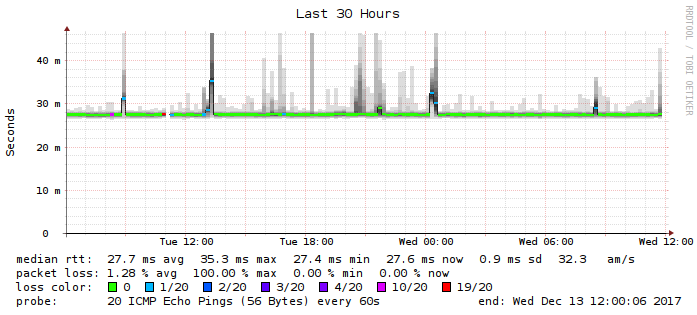 Last 30 Hours
RRDTOOL / TOBI OETIKER
Seconds
40 m
30 m
20 m
10 m
0
Tue 12:00 Tue 18:00 Wed 00:00 Wed 06:00 Wed 12:00
median rtt: 27.7 ms avg 35.3 ms max 27.4 ms min 27.6 ms now 0.9 ms sd 32.3 am/s
packet loss: 1.28 % avg 100.00 % max 0.00 % min 0.00 % now
loss color: 0 1/20 2/20 3/20 4/20 10/20 19/20
probe: 20 ICMP Echo Pings (56 Bytes) every 60s end: Wed Dec 13 12:00:06 2017